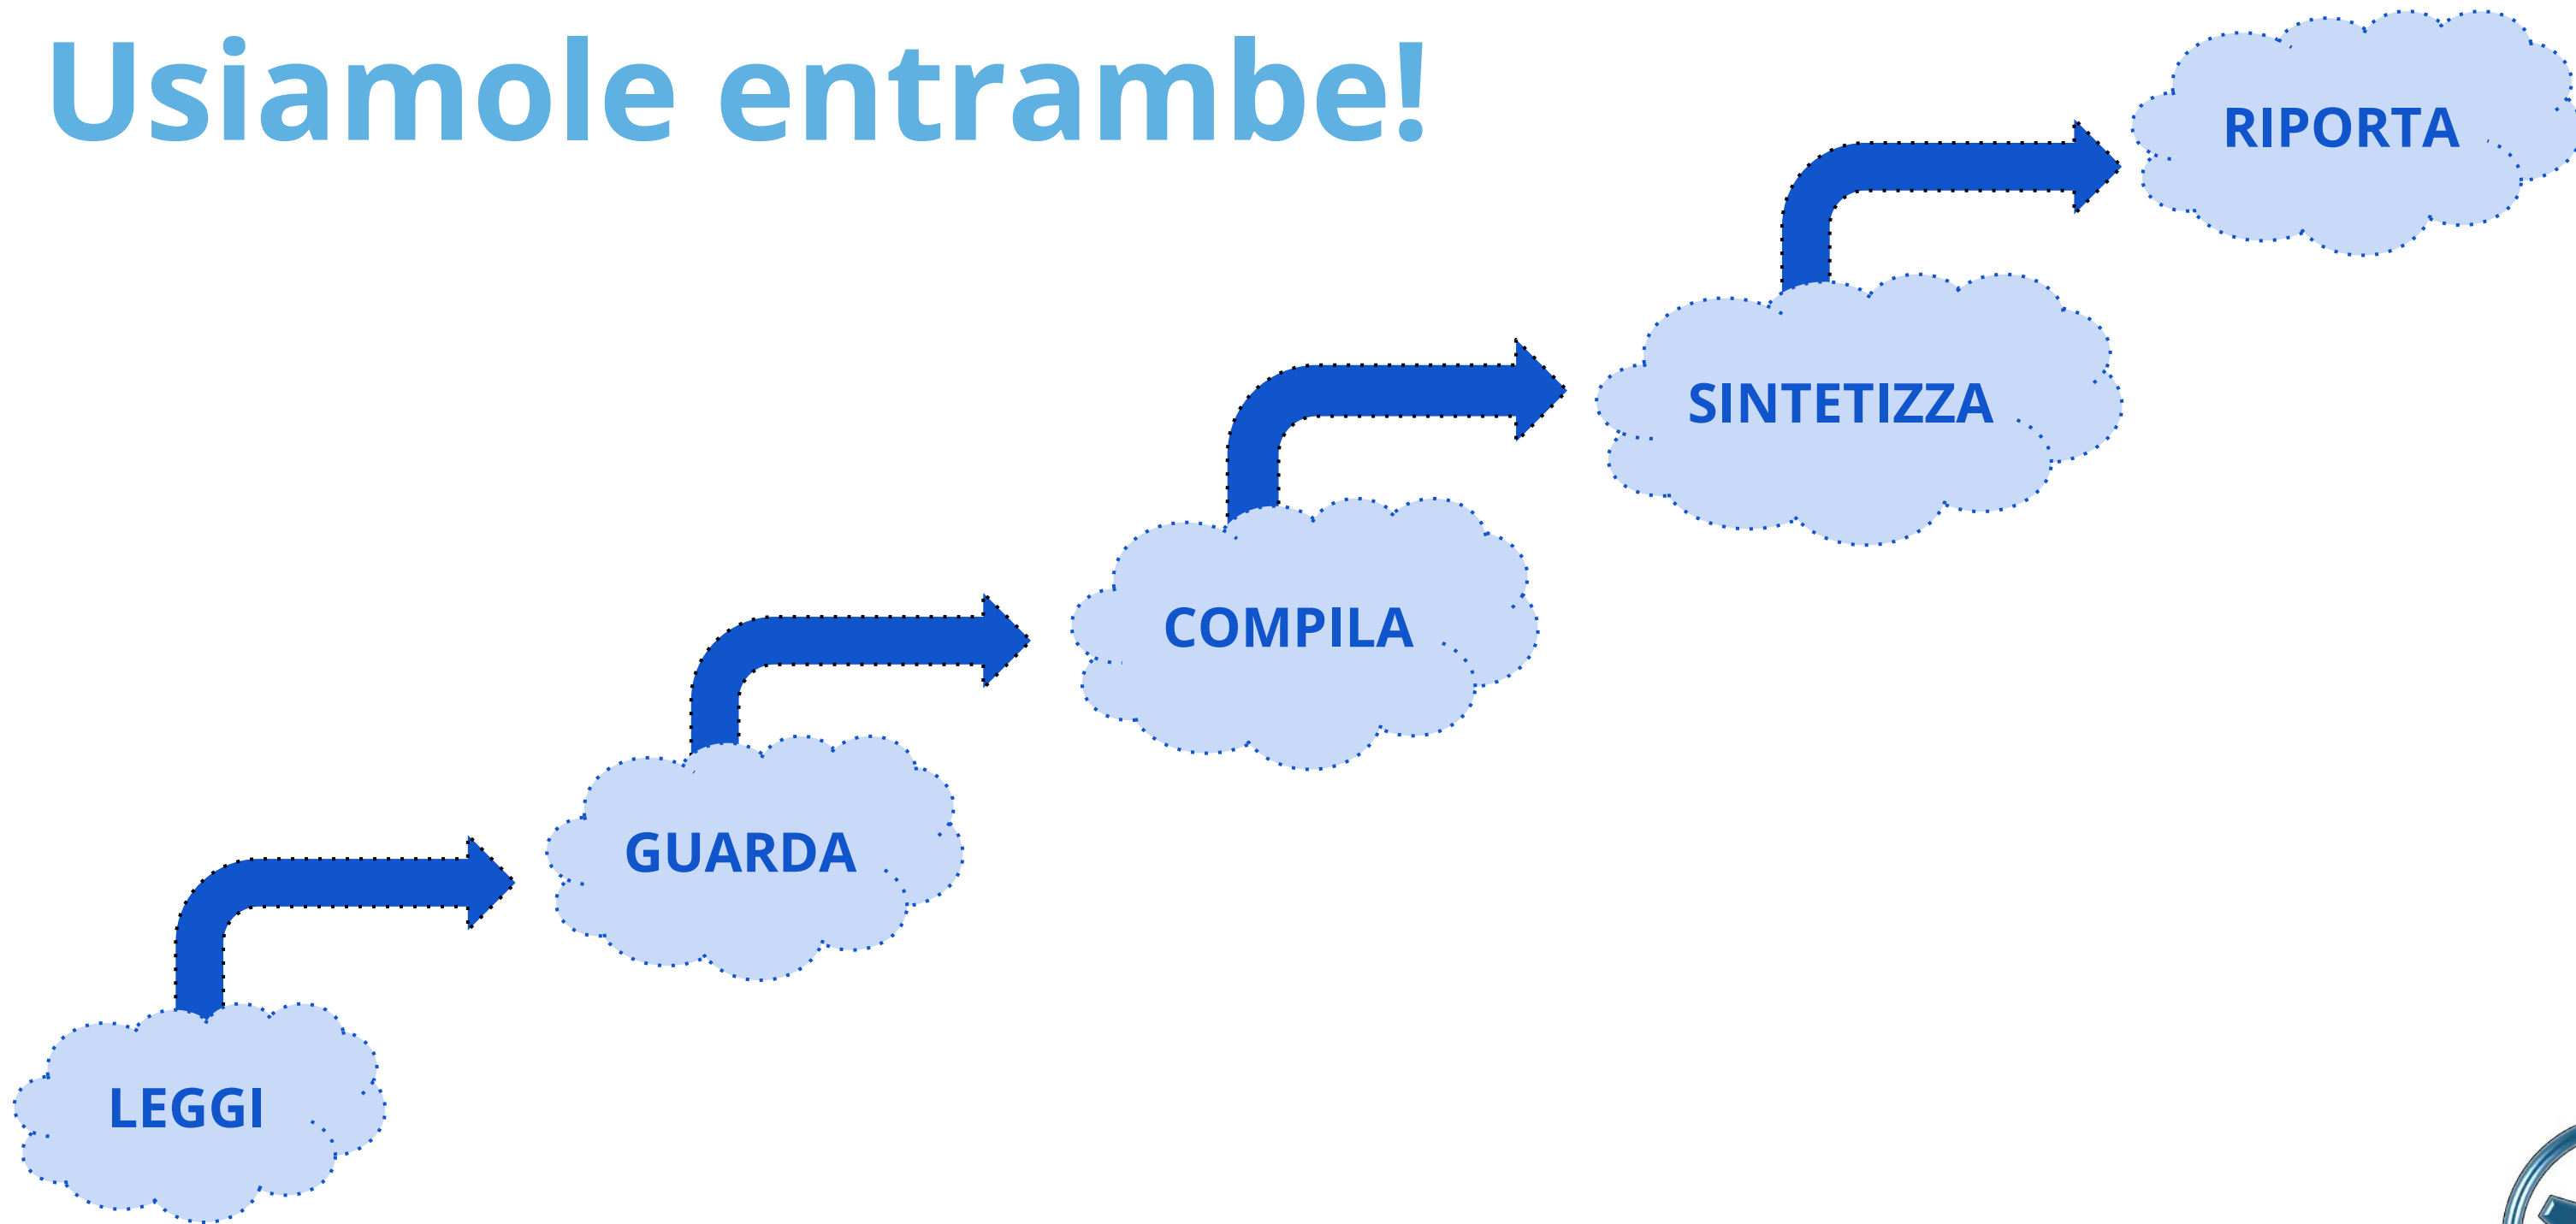 Usiamole entrambe!
RIPORTA
SINTETIZZA
COMPILA
GUARDA
LEGGI